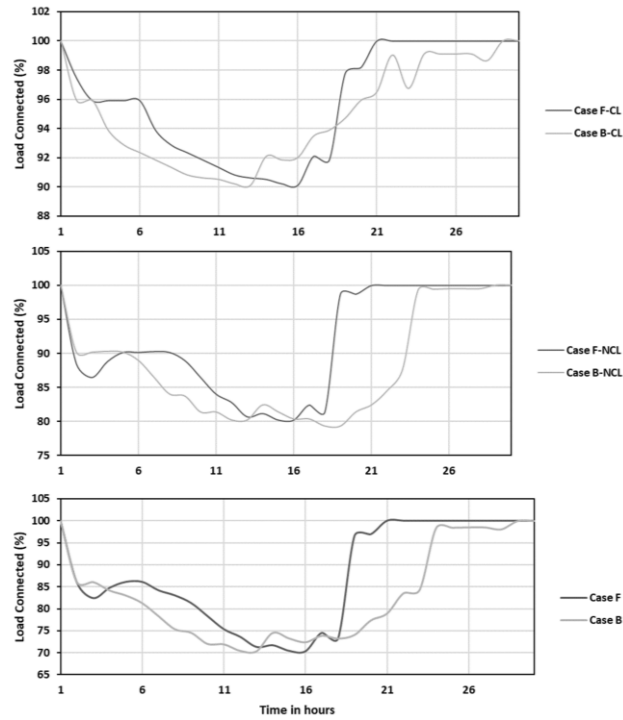 Load Connected (%)
100
98
96
94
92
90
88
1 6 11 16 21 26
Case F-CL
Case B-CL
Load Connected (%)
100
95
90
85
80
75
1 6 11 16 21 26
Case F-NCL
Case B-NCL
Load Connected (%)
105
100
95
90
85
80
75
70
65
1 6 11 16 21 26
Time in hours
Case F
Case B